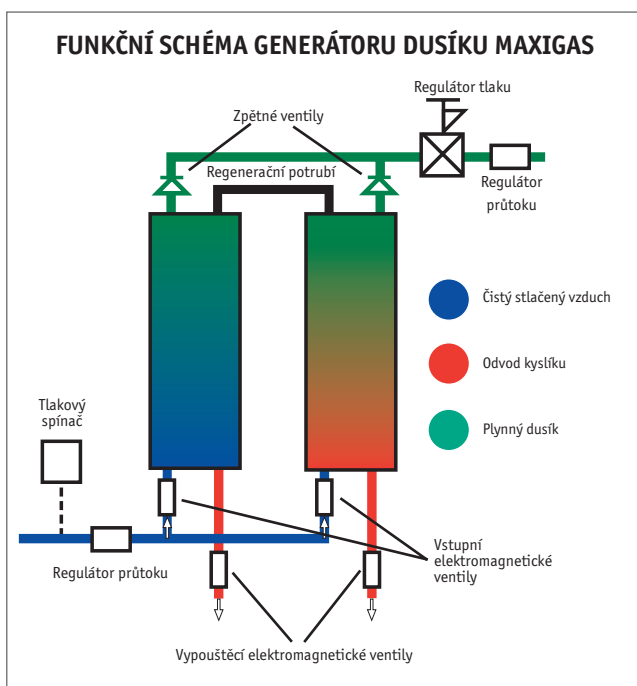 FUNKČNÍ SCHÉMA GENERÁTORU DUSÍKU MAXIGAS
Regulátor tlaku
Zpětné ventily
Regenerační potrubí
Regulátor
průtoku
Čistý stlačený vzduch
Odvod kyslíku
Plynný dusík
Tlakový
spínač
Regulátor průtoku
Vstupní
elektromagnetické
ventily
Vypouštěcí elektromagnetické ventily